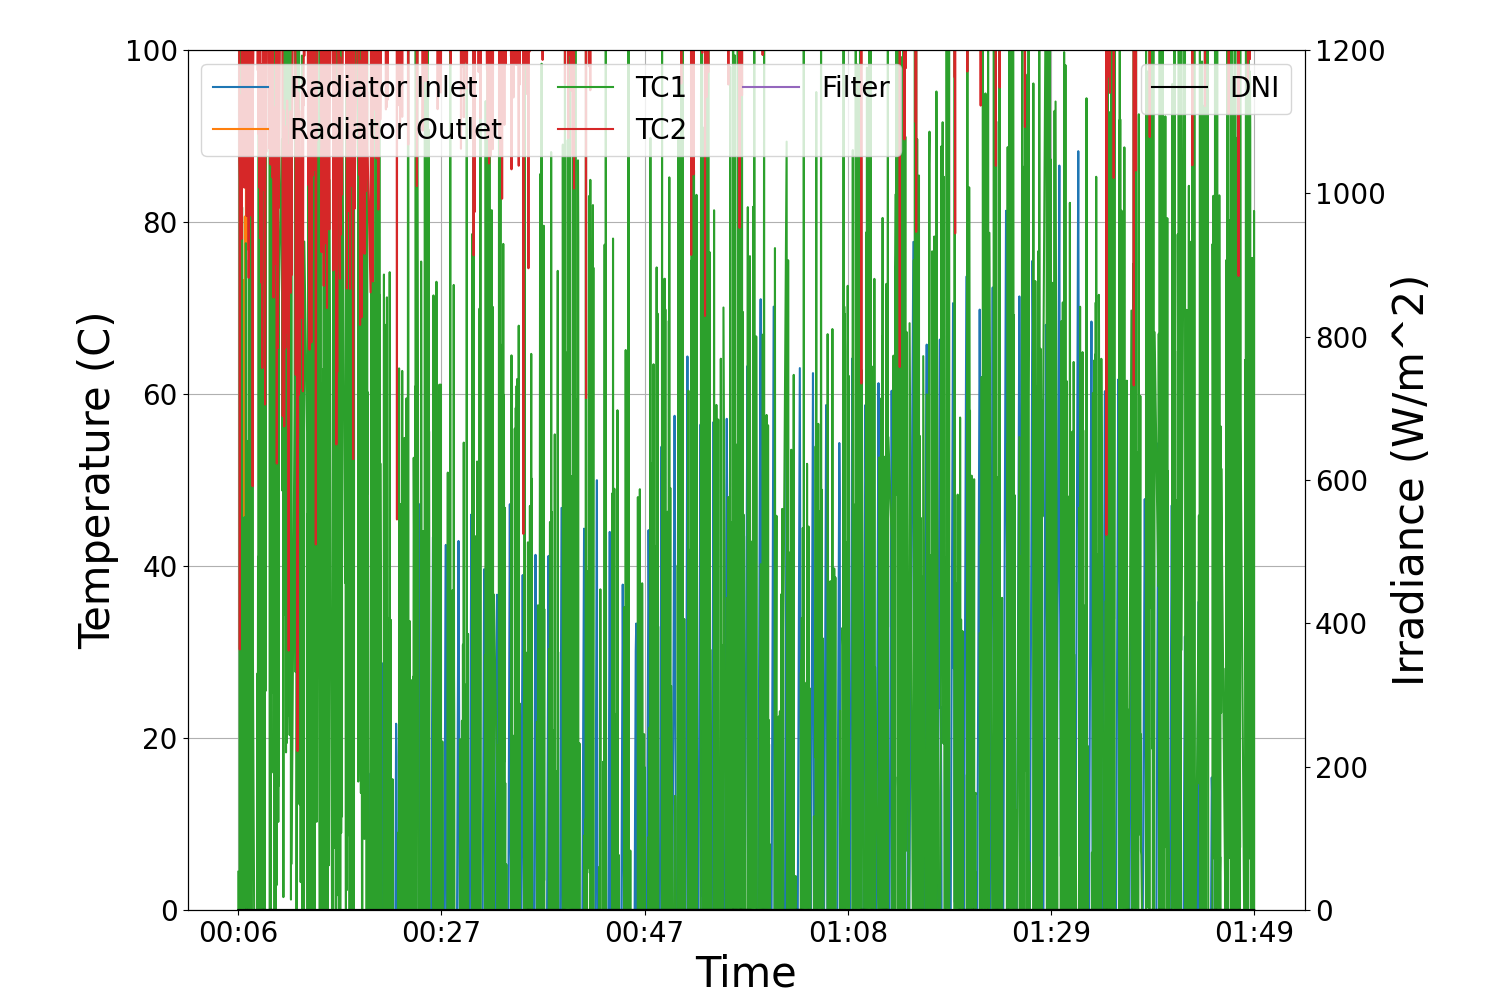 100
80
60
40
20
0
Temperature (C)
Radiator Inlet
Radiator Outlet
TC1
TC2
Filter
DNI
1200
1000
800
600
400
200
0
Irradiance (W/m^2)
00:06 00:27 00:47 01:08 01:29 01:49
Time